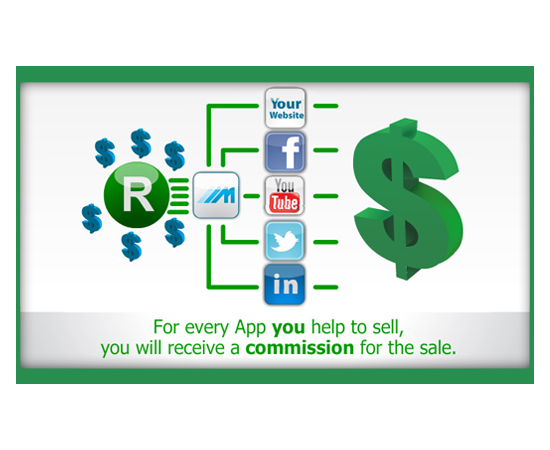 Your
Website
f
R
M
You
Tube
in
$
For every App you help to sell,
you will receive a commission for the sale.